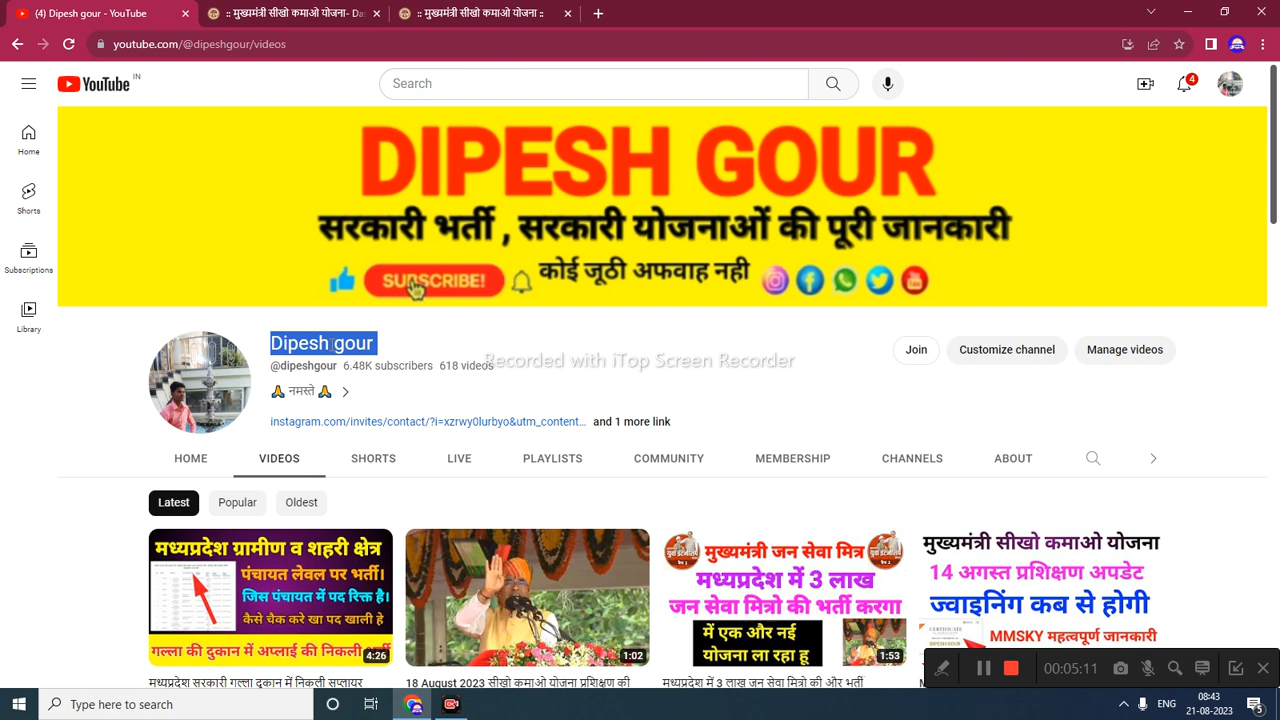 (4) Dipesh Gour - YouTube
:: मुख्यमंत्री सीखो कमाओ योजना- Da
:: मुख्यमंत्री सीखो कमाओ योजना ::
youtube.com/@dipeshgour/videos
YouTube IN
Search
4
Home
Shorts
Subscriptions
Library
DIPESH GOUR
सरकारी भर्ती , सरकारी योजनाओं की पूरी जानकारी
SUBSCRIBE!
कोई जूठी अफवाह नही
Dipesh gour
@dipeshgour 6.48K subscribers 618 videos
Recorded with iTop Screen Recorder
Join
Customize channel
Manage videos
🙏 नमस्ते 🙏
instagram.com/invites/contact/?i=xzrwy0lurbyo&utm_content... and 1 more link
HOME VIDEOS SHORTS LIVE PLAYLISTS COMMUNITY MEMBERSHIP CHANNELS ABOUT
Latest Popular Oldest
मध्यप्रदेश ग्रामीण व शहरी क्षेत्र
पंचायत लेवल पर भर्ती।
जिस पंचायत में पद रिक्त है।
कैसे चैक करे खा पद खाली हे
गल्ला की दुकान में अप्लाई की निकली
4:26
1:02
मुख्यमंत्री जन सेवा मित्र
मध्यप्रदेश में 3 लाख
जन सेवा मित्रो की भर्ती करगा
में एक और नई
योजना ला रहा हू
1:53
मुख्यमंत्री सीखो कमाओ योजना
14 अगस्त प्रशिक्षण अपडेट
ज्वाइनिंग कब से होगी
CERTIFICATE
MMSKY महत्वपूर्ण जानकारी
मध्यप्रदेश सरकारी गल्ला दुकान में निकली सप्लायर
18 August 2023 सीखो कमाओ योजना प्रशिक्षण की
मध्यप्रदेश में 3 लाख जन सेवा मित्रो की और भर्ती
00:05:11
Type here to search
ENG
08:43
21-08-2023
5